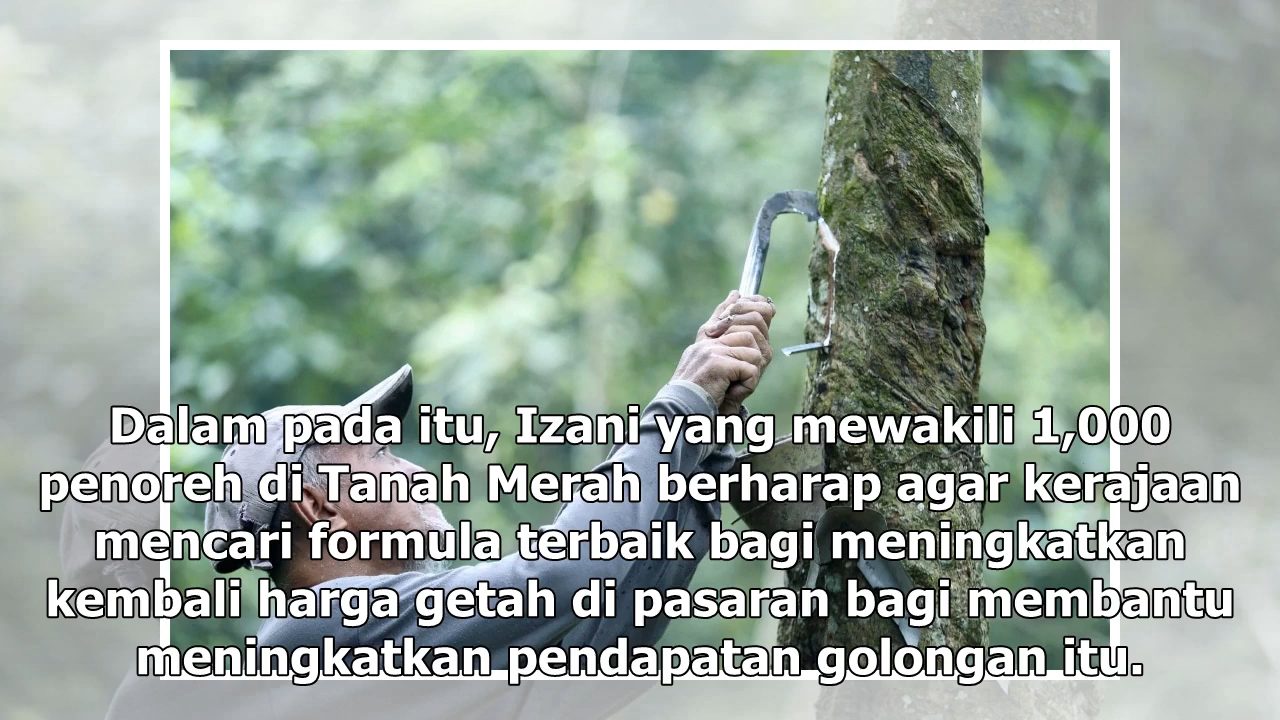 Dalam pada itu, Izani yang mewakili 1,000
penoreh di Tanah Merah berharap agar kerajaan
mencari formula terbaik bagi meningkatkan
kembali harga getah di pasaran bagi membantu
meningkatkan pendapatan golongan itu.